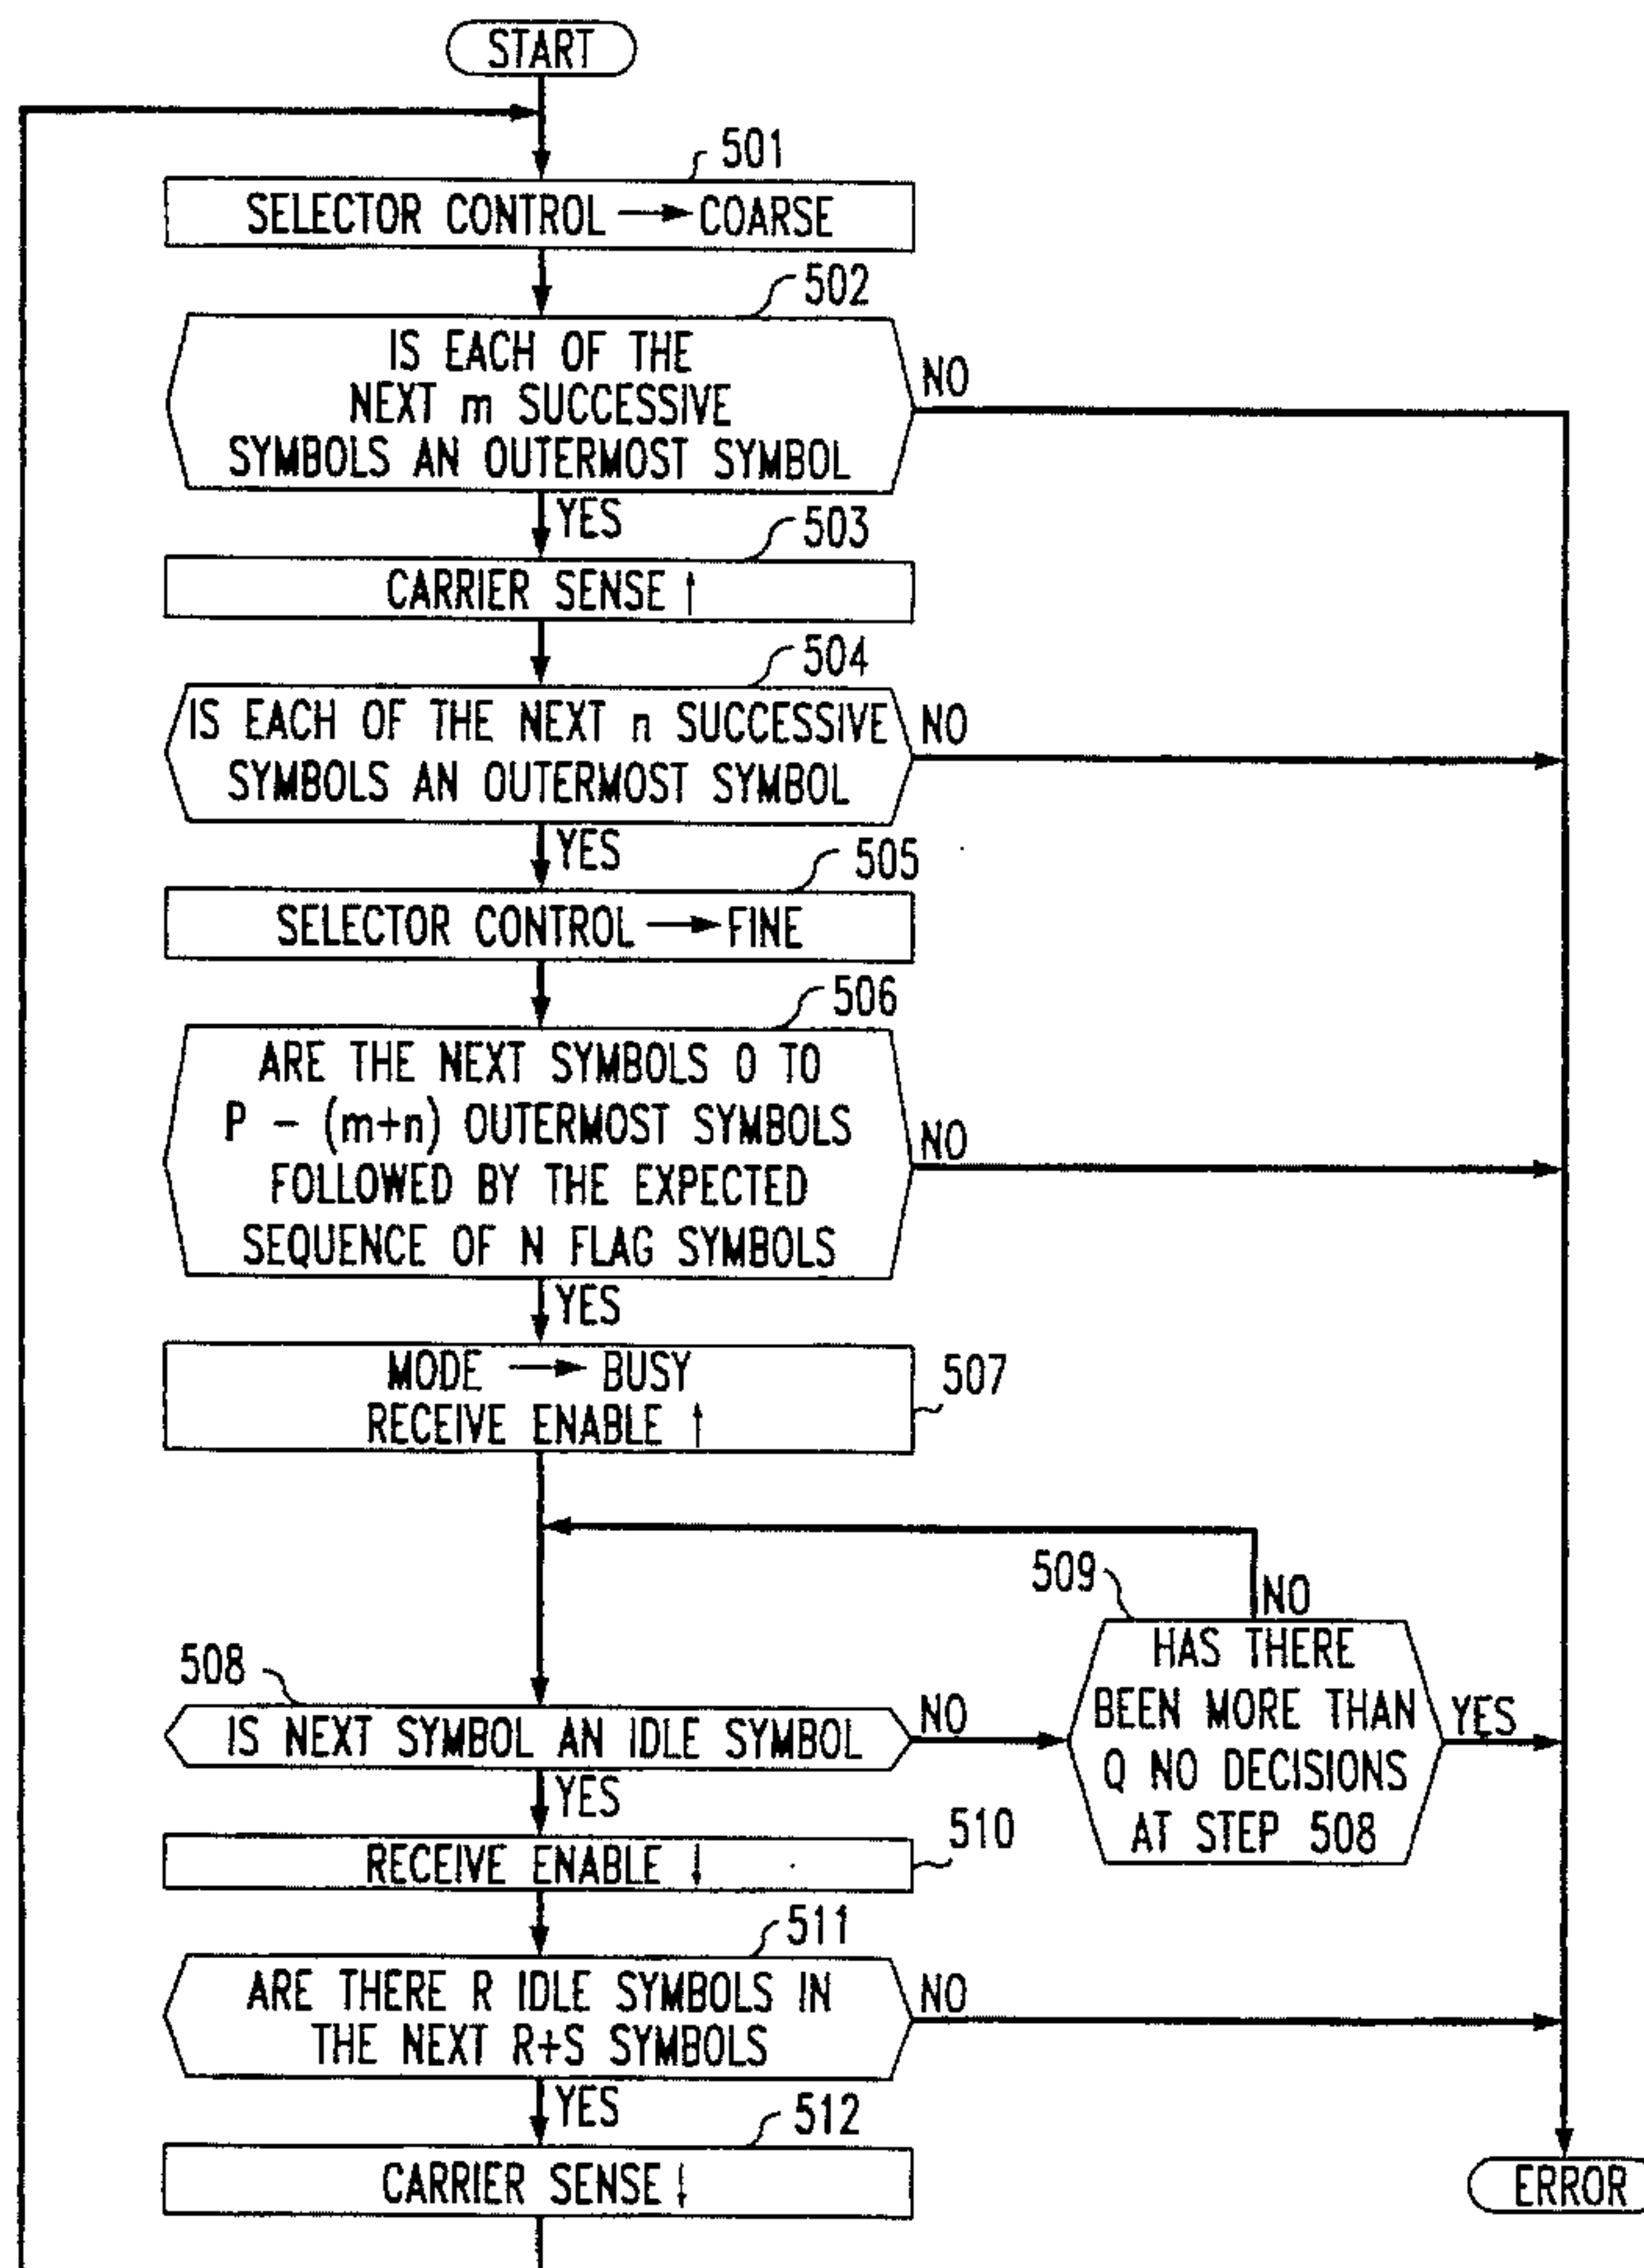 START
501
SELECTOR CONTROL → COARSE
502
IS EACH OF THE
NEXT m SUCCESSIVE
SYMBOLS AN OUTERMOST SYMBOL
NO
YES
503
CARRIER SENSE ↑
504
IS EACH OF THE NEXT n SUCCESSIVE
SYMBOLS AN OUTERMOST SYMBOL
NO
YES
505
SELECTOR CONTROL → FINE
506
ARE THE NEXT SYMBOLS 0 TO
P - (m+n) OUTERMOST SYMBOLS
FOLLOWED BY THE EXPECTED
SEQUENCE OF N FLAG SYMBOLS
NO
YES
MODE → BUSY
RECEIVE ENABLE ↑
507
509
NO
HAS THERE
BEEN MORE THAN
Q NO DECISIONS
AT STEP 508
YES
508
IS NEXT SYMBOL AN IDLE SYMBOL
NO
YES
510
RECEIVE ENABLE ↓
511
ARE THERE R IDLE SYMBOLS IN
THE NEXT R+S SYMBOLS
NO
YES
512
CARRIER SENSE ↓
ERROR